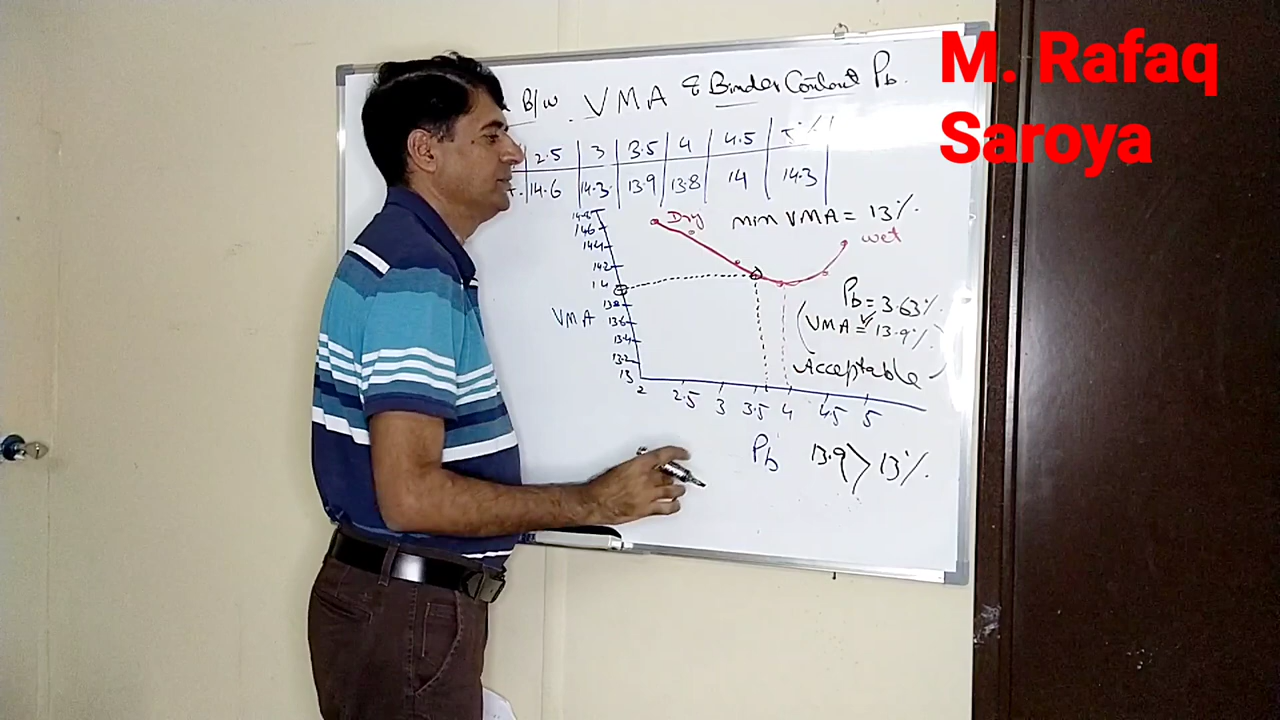 M. Rafaq
Saroya
B/w VMA & Binder Content Pb.
2.5 | 3 | 3.5 | 4 | 4.5 | 5%
14.6 | 14.3 | 13.9 | 13.8 | 14 | 14.3
Dry
min VMA = 13%
wet
14.6
14.4
14.2
14
13.8
13.6
13.4
13.2
13
VMA
Pb = 3.63%
(VMA = 13.9%)
Acceptable
2 2.5 3 3.5 4 4.5 5
Pb
13.9 > 13%